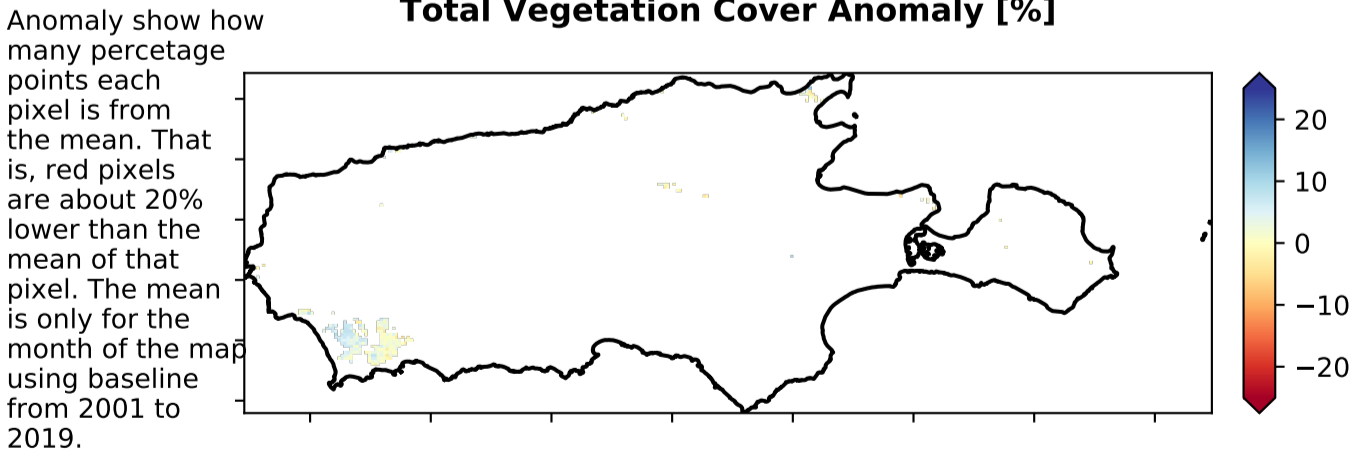 Total Vegetation Cover Anomaly [%]
Anomaly show how
many percetage
points each
pixel is from
the mean. That
is, red pixels
are about 20%
lower than the
mean of that
pixel. The mean
is only for the
month of the map
using baseline
from 2001 to
2019.
20
10
0
−10
−20